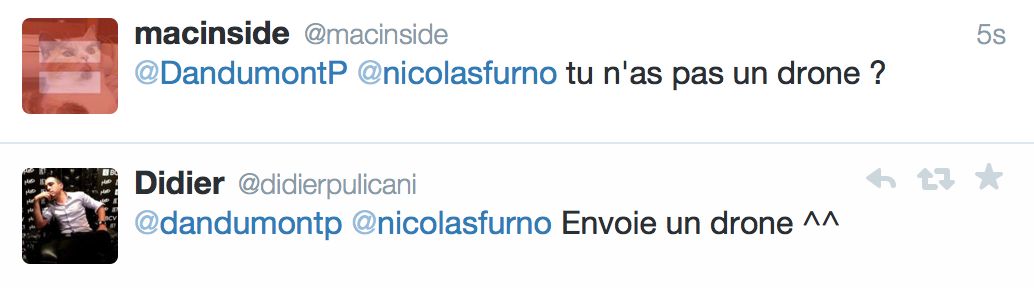 macinside @macinside 5s
@DandumontP @nicolasfurno tu n'as pas un drone ?
Didier @didierpulicani
@dandumontp @nicolasfurno Envoie un drone ^^